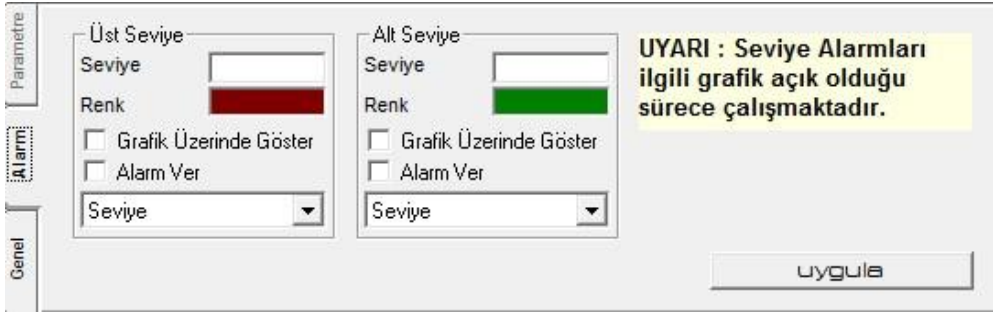 Parametre
Alarm
Genel
Üst Seviye
Seviye
Renk
Grafik Üzerinde Göster
Alarm Ver
Seviye
Alt Seviye
Seviye
Renk
Grafik Üzerinde Göster
Alarm Ver
Seviye
UYARI : Seviye Alarmları
ilgili grafik açık olduğu
sürece çalışmaktadır.
uygula